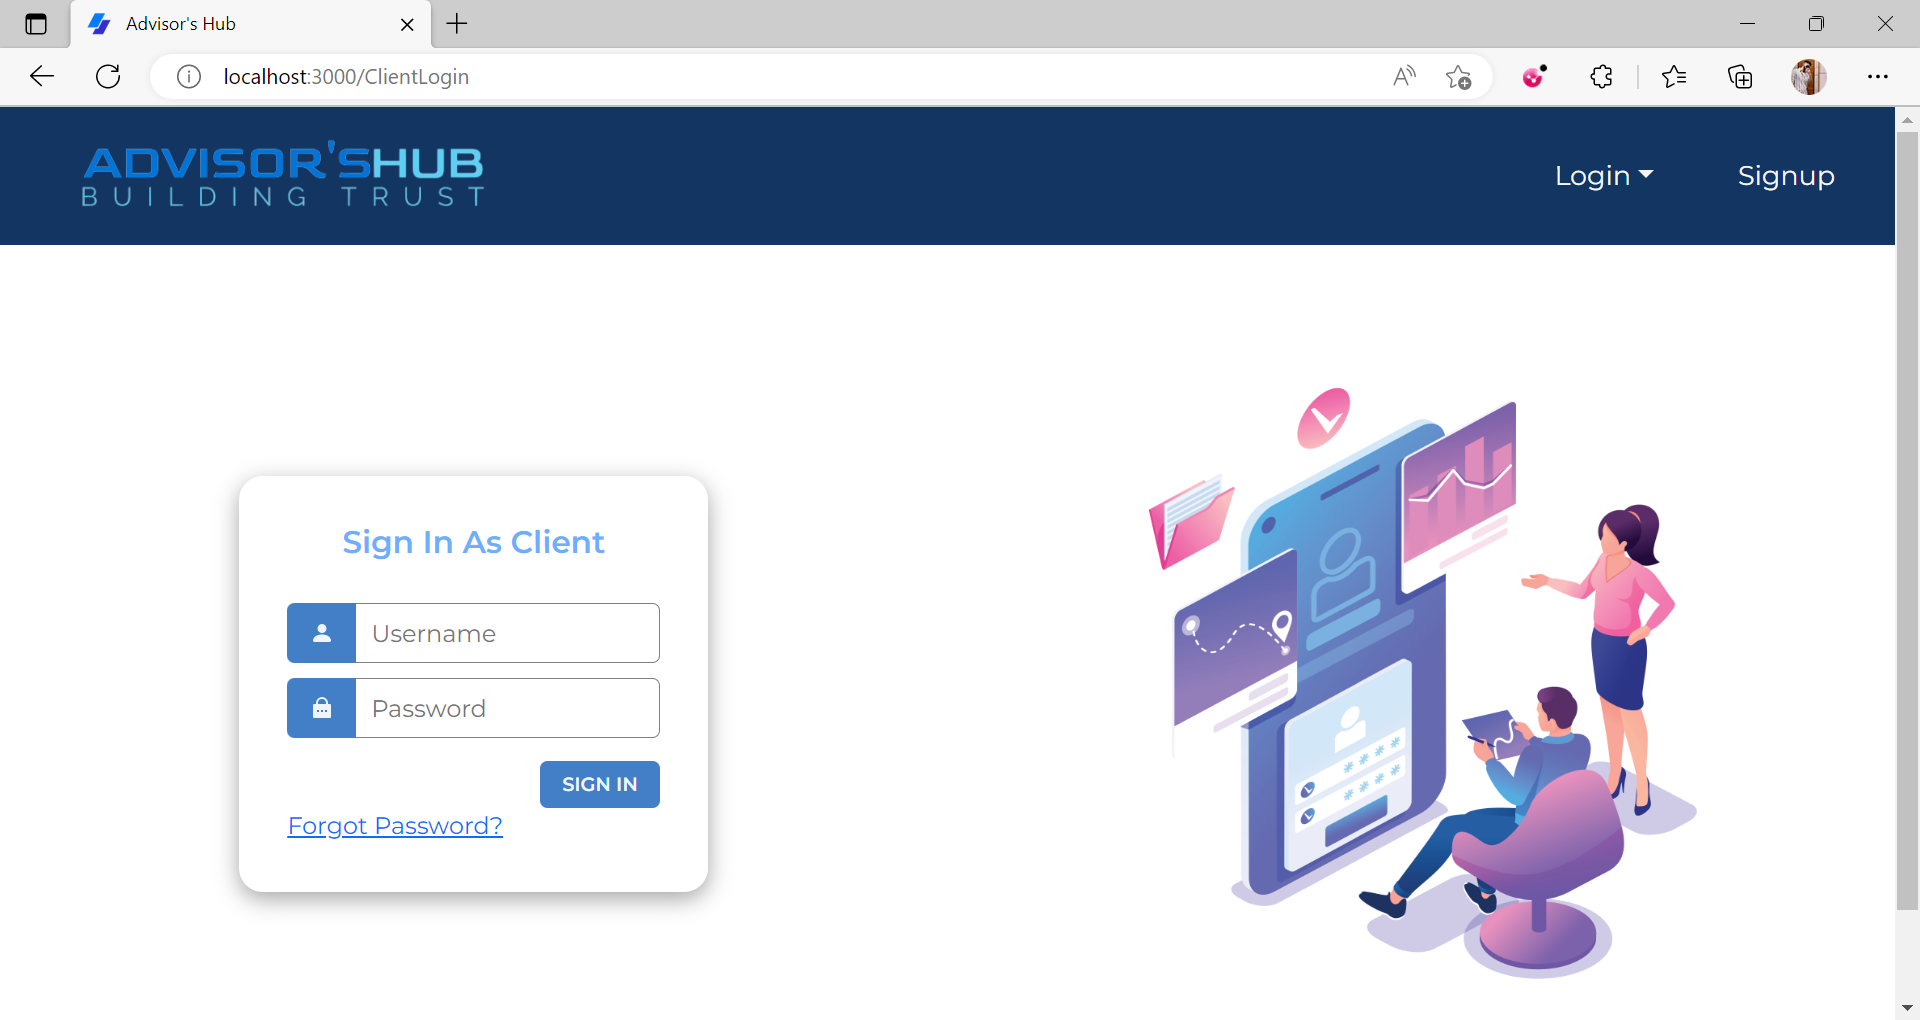 Advisor's Hub
localhost:3000/ClientLogin
ADVISOR'SHUB
BUILDING TRUST
Login
Signup
Sign In As Client
Username
Password
SIGN IN
Forgot Password?